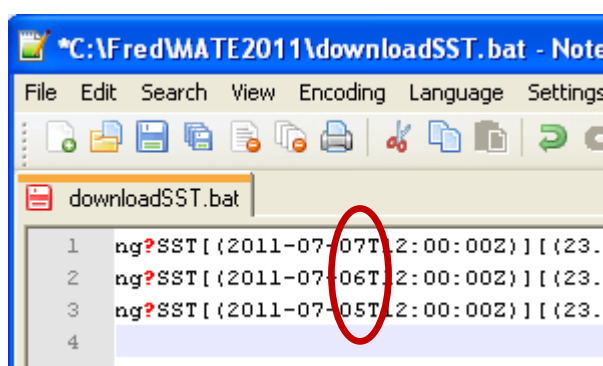 *C:\Fred\MATE2011\downloadSST.bat - Note
File Edit Search View Encoding Language Settings
downloadSST.bat
1 ng?SST[(2011-07-07T12:00:00Z)][(23.
2 ng?SST[(2011-07-06T12:00:00Z)][(23.
3 ng?SST[(2011-07-05T12:00:00Z)][(23.
4